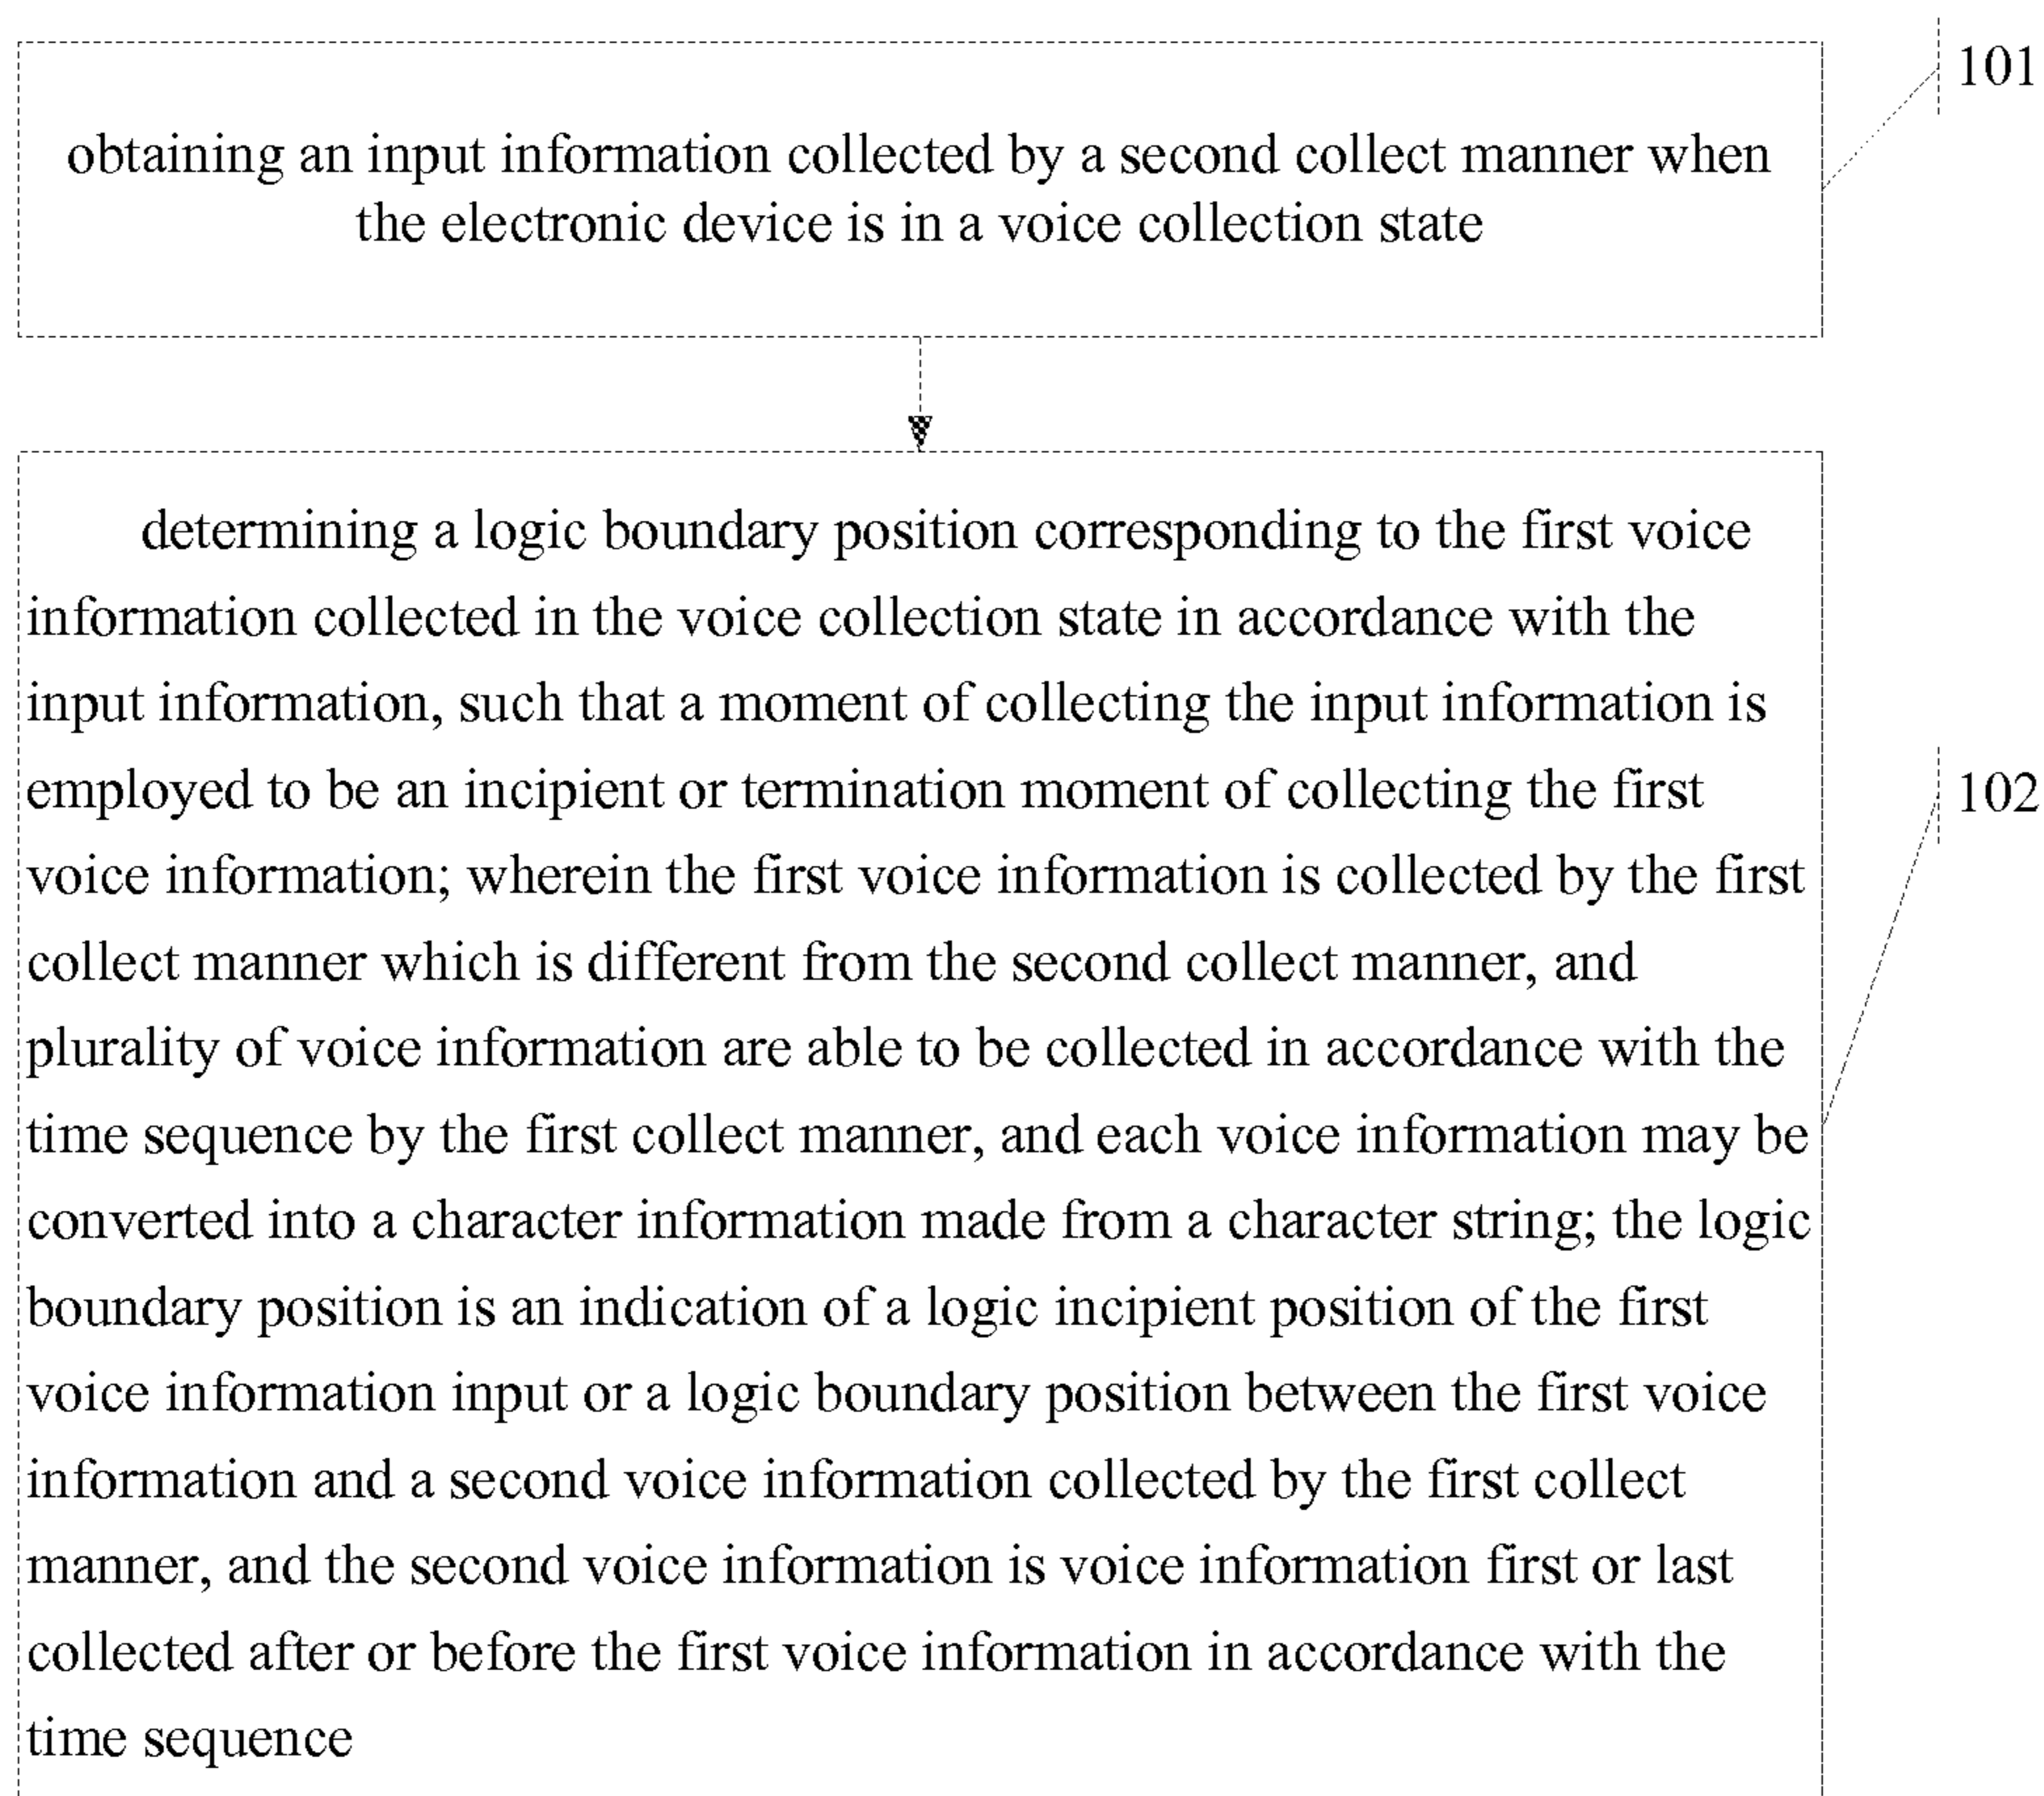 101
obtaining an input information collected by a second collect manner when
the electronic device is in a voice collection state
determining a logic boundary position corresponding to the first voice
information collected in the voice collection state in accordance with the
input information, such that a moment of collecting the input information is
employed to be an incipient or termination moment of collecting the first
voice information; wherein the first voice information is collected by the first
collect manner which is different from the second collect manner, and
plurality of voice information are able to be collected in accordance with the
time sequence by the first collect manner, and each voice information may be
converted into a character information made from a character string; the logic
boundary position is an indication of a logic incipient position of the first
voice information input or a logic boundary position between the first voice
information and a second voice information collected by the first collect
manner, and the second voice information is voice information first or last
collected after or before the first voice information in accordance with the
time sequence
102